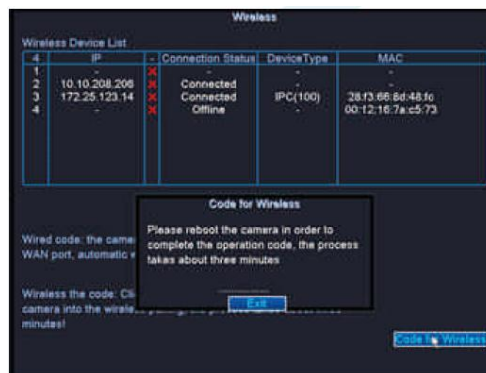 Wireless
Wireless Device List
4 IP - Connection Status DeviceType MAC
1 - - - -
2 10.10.208.206 Connected - -
3 172.25.123.14 Connected IPC(100) 28:f3:66:8d:48:fc
4 - Offline - 00:12:16:7a:c5:73
Code for Wireless
Please reboot the camera in order to
complete the operation code, the process
takes about three minutes
Exit
Wired code: the came
WAN port, automatic
Wireless the code: Cli
camera into the wireless
minutes!
Code for Wireless